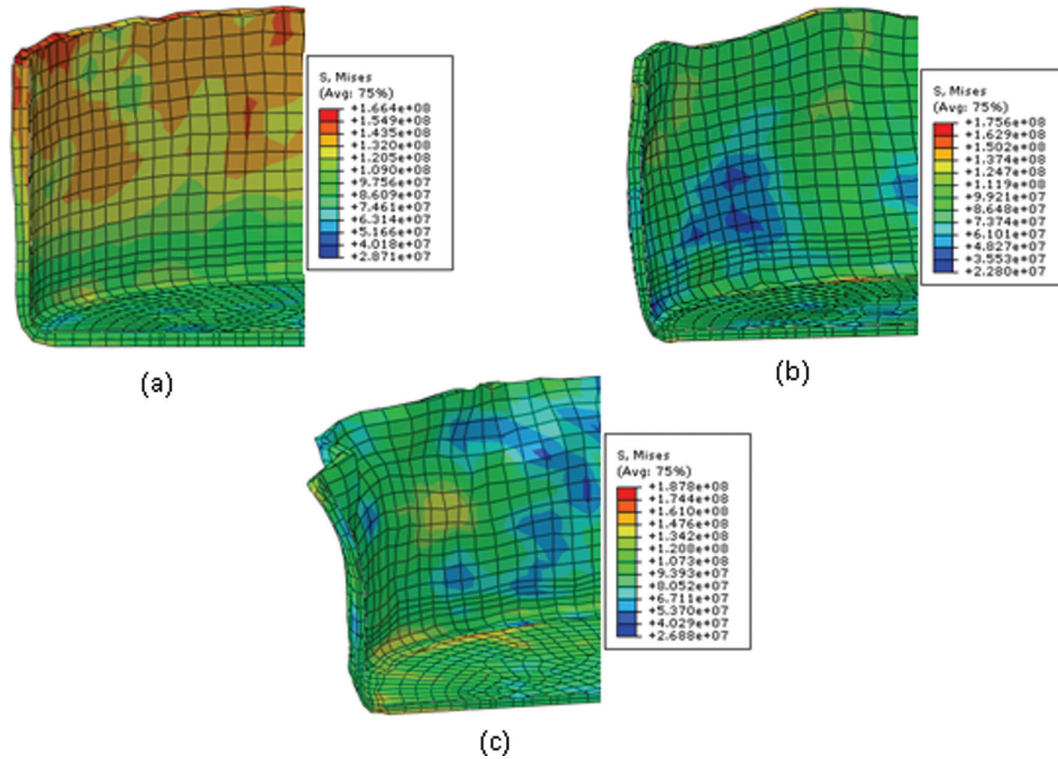 S, Mises
(Avg: 75%)
+1.664e+08
+1.549e+08
+1.435e+08
+1.320e+08
+1.205e+08
+1.090e+08
+9.756e+07
+8.609e+07
+7.461e+07
+6.314e+07
+5.166e+07
+4.018e+07
+2.871e+07
(a)
S, Mises
(Avg: 75%)
+1.756e+08
+1.629e+08
+1.502e+08
+1.374e+08
+1.247e+08
+1.119e+08
+9.921e+07
+8.648e+07
+7.374e+07
+6.101e+07
+4.827e+07
+3.553e+07
+2.280e+07
(b)
S, Mises
(Avg: 75%)
+1.878e+08
+1.744e+08
+1.610e+08
+1.476e+08
+1.342e+08
+1.208e+08
+1.073e+08
+9.393e+07
+8.052e+07
+6.711e+07
+5.370e+07
+4.029e+07
+2.688e+07
(c)